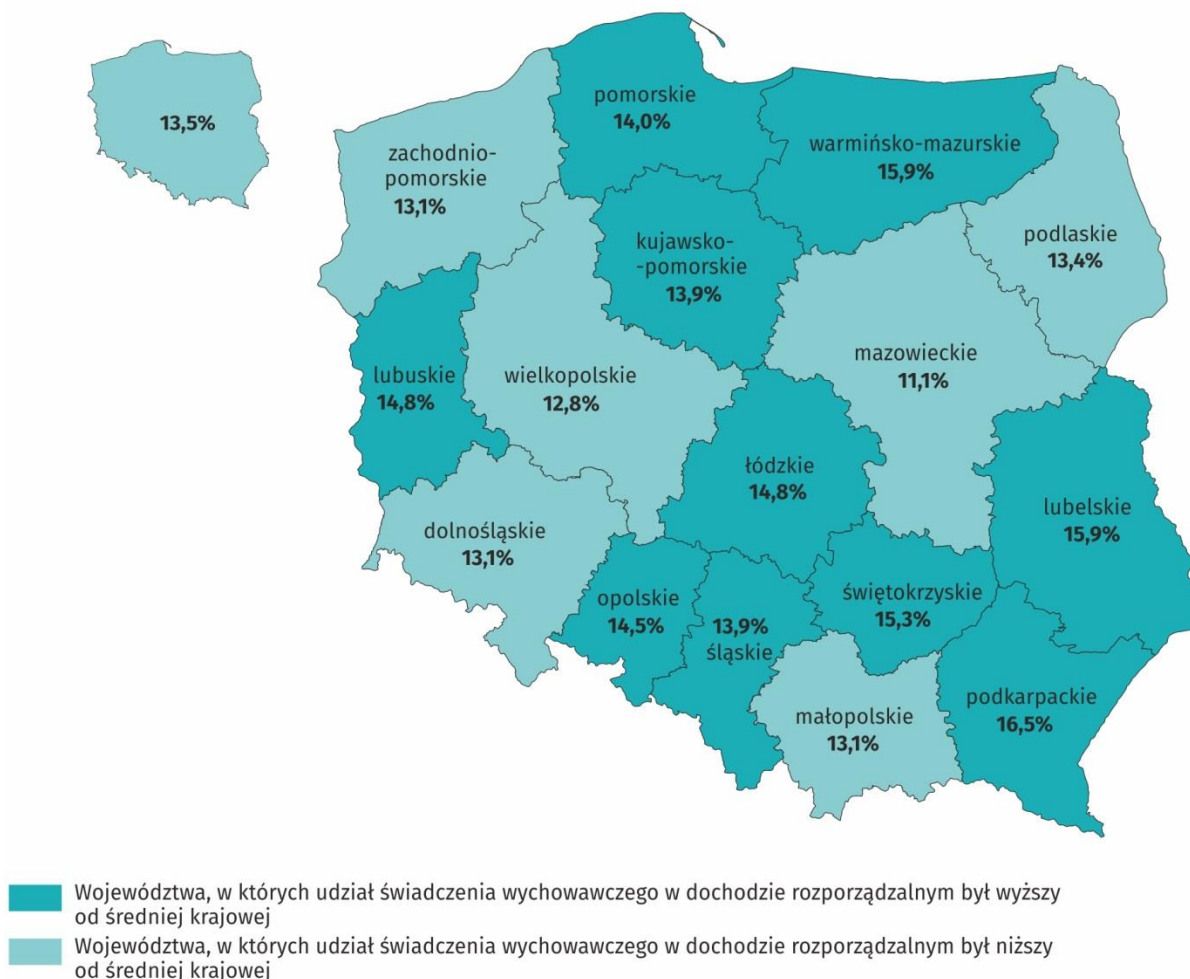 13,5%
pomorskie
14,0%
warmińsko-mazurskie
15,9%
zachodnio-
pomorskie
13,1%
podlaskie
13,4%
kujawsko-
-pomorskie
13,9%
mazowieckie
11,1%
lubuskie
14,8%
wielkopolskie
12,8%
łódzkie
14,8%
lubelskie
15,9%
dolnośląskie
13,1%
opolskie
14,5%
13,9%
śląskie
świętokrzyskie
15,3%
podkarpackie
16,5%
małopolskie
13,1%
Województwa, w których udział świadczenia wychowawczego w dochodzie rozporządzalnym był wyższy
od średniej krajowej
Województwa, w których udział świadczenia wychowawczego w dochodzie rozporządzalnym był niższy
od średniej krajowej